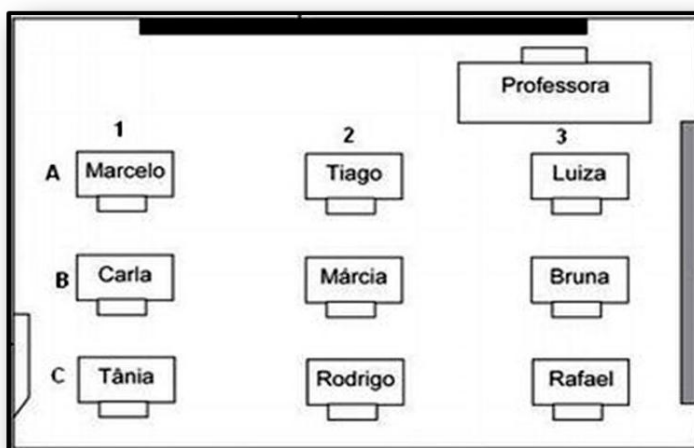 Professora
1 2 3
A Marcelo Tiago Luiza
B Carla Márcia Bruna
C Tânia Rodrigo Rafael